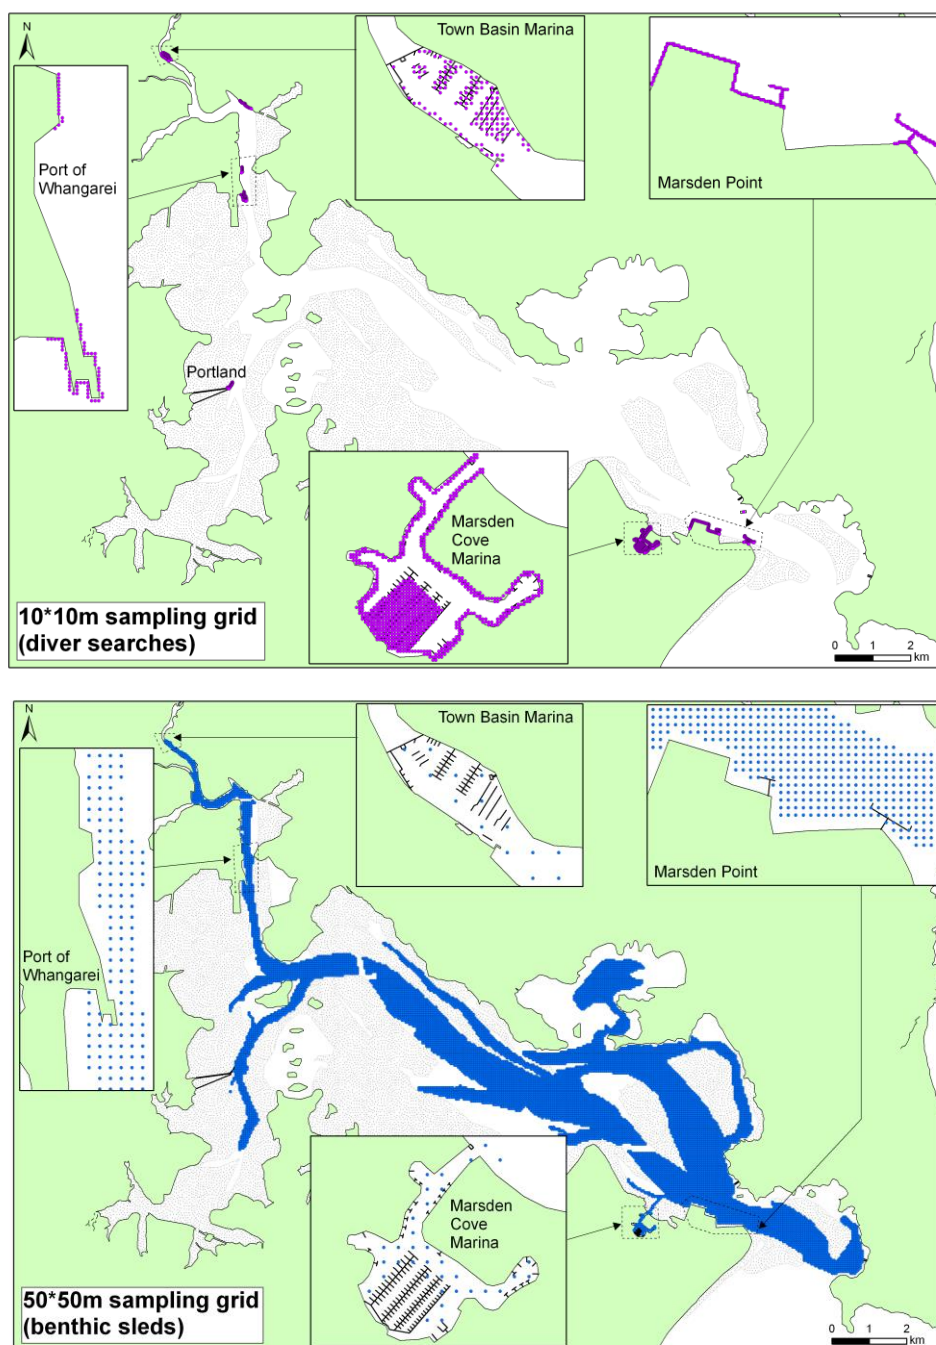 N
Town Basin Marina
Port of
Whangarei
Marsden Point
Portland
Marsden
Cove
Marina
10*10m sampling grid
(diver searches)
0 1 2
km
N
Town Basin Marina
Marsden Point
Port of
Whangarei
Marsden
Cove
Marina
50*50m sampling grid
(benthic sleds)
0 1 2
km